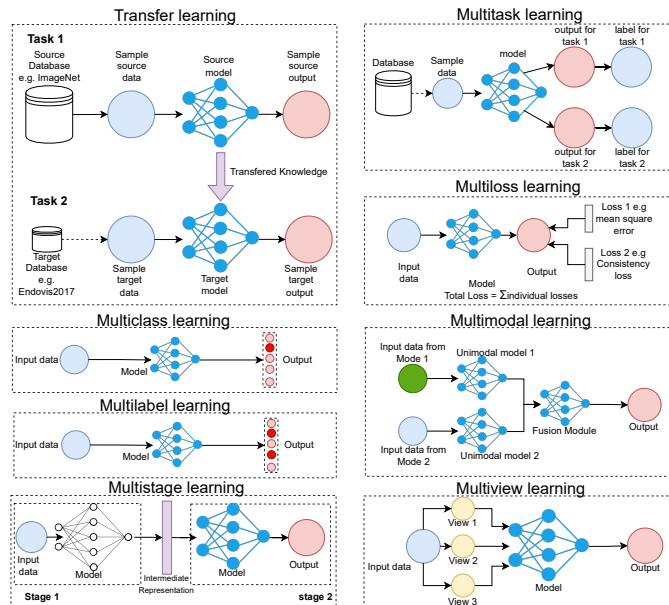 Transfer learning
Task 1
Source
Database
e.g. ImageNet
Sample
source
data
Source
model
Sample
source
output
Transfered Knowledge
Task 2
Target
Database
e.g.
Endovis2017
Sample
target data
Target model
Sample
target output
Multitask learning
Database
Sample
data
model
output for
task 1
label for
task 1
output for
task 2
label for
task 2
Multiloss learning
Input
data
Model
Output
Loss 1 e.g
mean square
error
Loss 2 e.g
Consistency
loss
Total Loss = Σindividual losses
Multiclass learning
Input data
Model
Output
Multilabel learning
Input data
Model
Output
Multimodal learning
Input data from
Mode 1
Unimodal model 1
Input data from
Mode 2
Unimodal model 2
Fusion Module
Output
Multistage learning
Input
data
Model
Stage 1
Intermediate
Representation
Model
Output
stage 2
Multiview learning
Input data
View 1
View 2
View 3
Model
Output